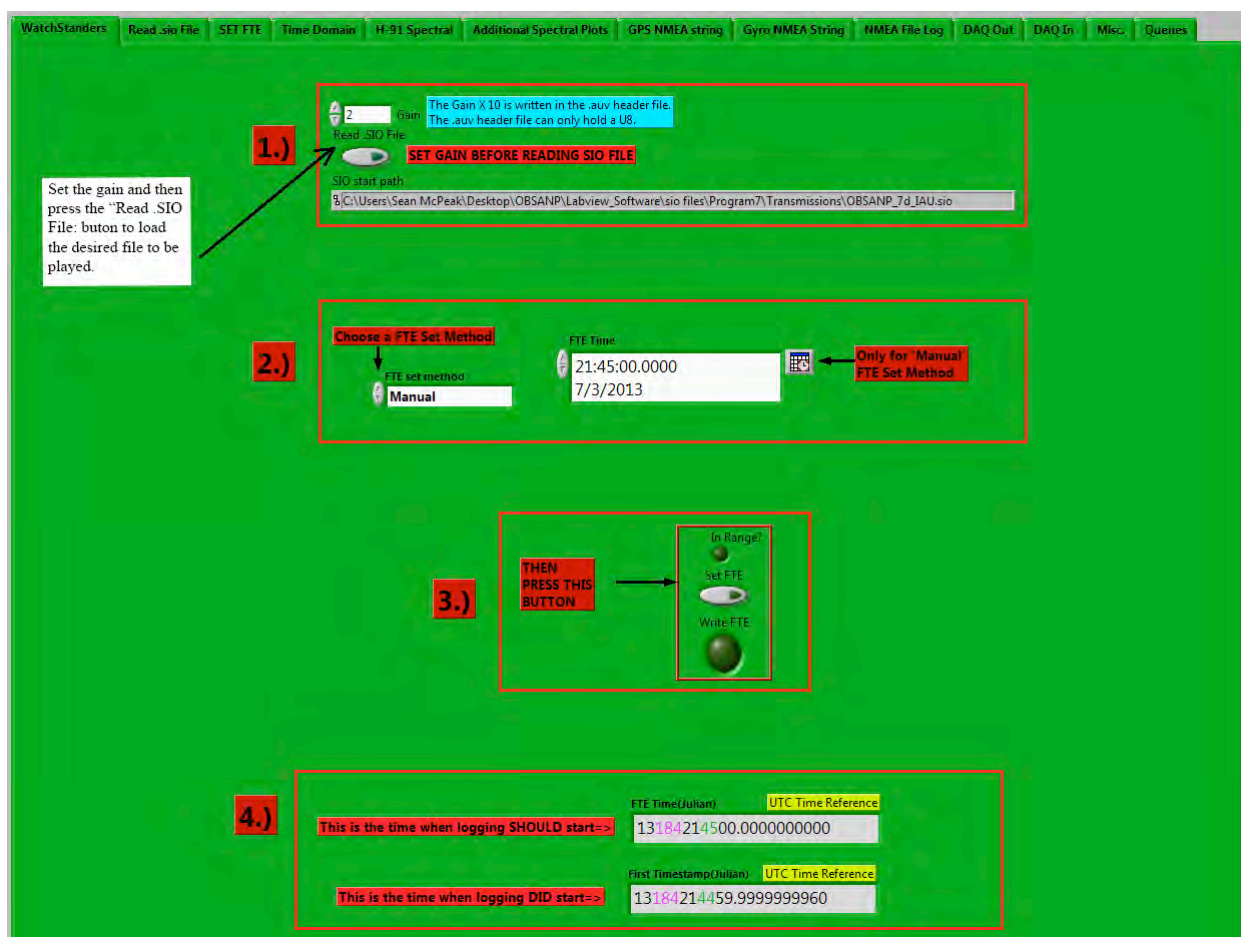 WatchStanders Read .sio File SET FTE Time Domain H-91 Spectral Additional Spectral Plots GPS NMEA string Gyro NMEA String NMEA File Log DAQ Out DAQ In Misc. Queues
1.)
2 Gain
The Gain X 10 is written in the .auv header file.
The .auv header file can only hold a U8.
Read .SIO File
SET GAIN BEFORE READING SIO FILE
SIO start path
C:\Users\Sean McPeak\Desktop\OBSANP\Labview_Software\sio files\Program7\Transmissions\OBSANP_7d_IAU.sio
Set the gain and then
press the “Read .SIO
File: buton to load
the desired file to be
played.
2.)
Choose a FTE Set Method
FTE set method
Manual
FTE Time
21:45:00.0000
7/3/2013
Only for 'Manual'
FTE Set Method
3.)
THEN
PRESS THIS
BUTTON
In Range?
Set FTE
Write FTE
4.)
FTE Time(Julian) UTC Time Reference
This is the time when logging SHOULD start=> 13184214500.0000000000
First Timestamp(Julian) UTC Time Reference
This is the time when logging DID start=> 13184214459.9999999960